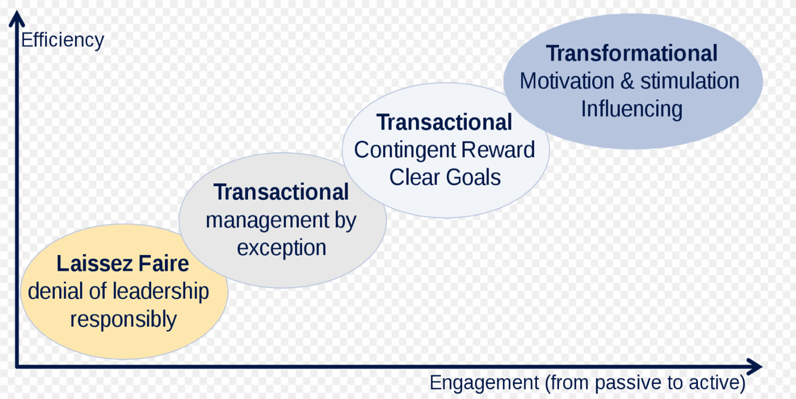 Efficiency
Transformational
Motivation & stimulation
Influencing
Transactional
Contingent Reward
Clear Goals
Transactional
management by
exception
Laissez Faire
denial of leadership
responsibly
Engagement (from passive to active)